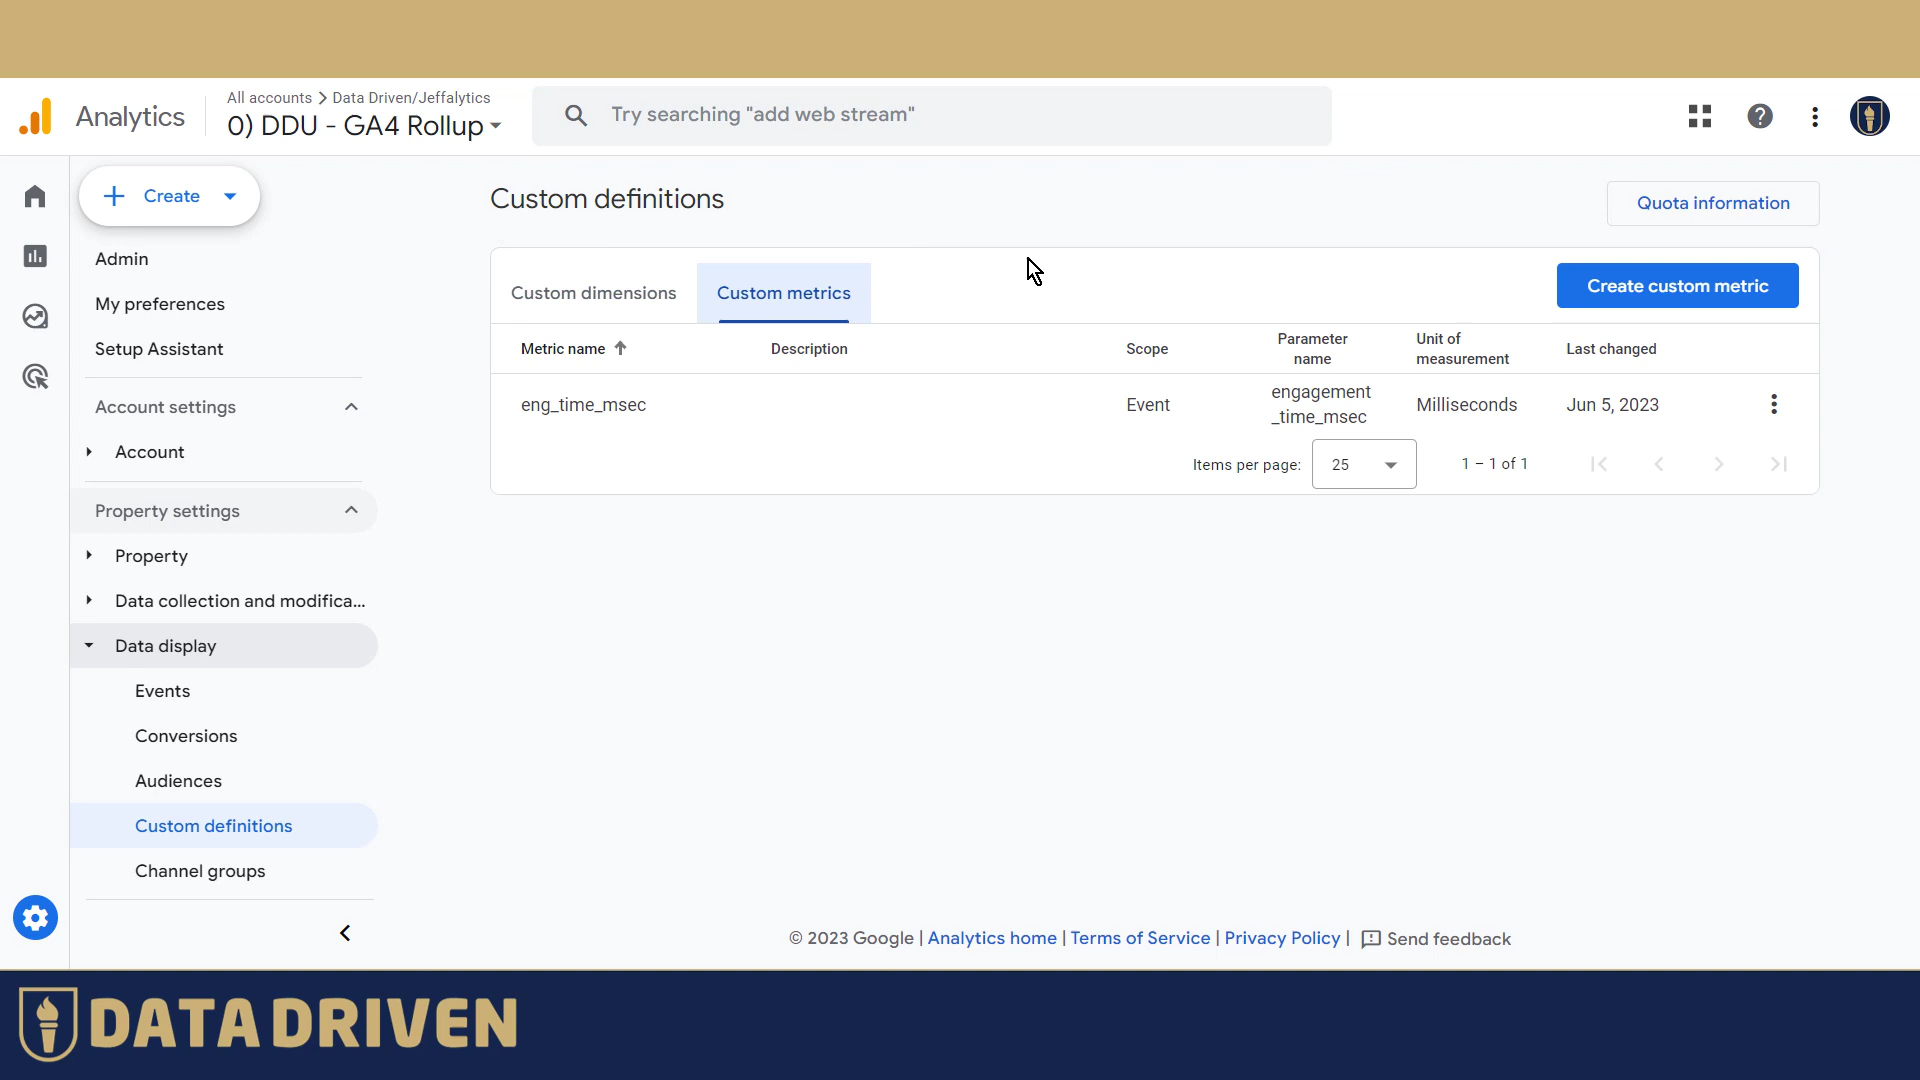 Analytics
All accounts > Data Driven/Jeffalytics
0) DDU - GA4 Rollup
Try searching "add web stream"
Create
Admin
My preferences
Setup Assistant
Account settings
Account
Property settings
Property
Data collection and modifica...
Data display
Events
Conversions
Audiences
Custom definitions
Channel groups
Custom definitions
Quota information
Custom dimensions
Custom metrics
Create custom metric
Metric name
Description
Scope
Parameter
name
Unit of
measurement
Last changed
eng_time_msec
Event
engagement
_time_msec
Milliseconds
Jun 5, 2023
Items per page:
25
1 – 1 of 1
© 2023 Google | Analytics home | Terms of Service | Privacy Policy | Send feedback
DATA DRIVEN